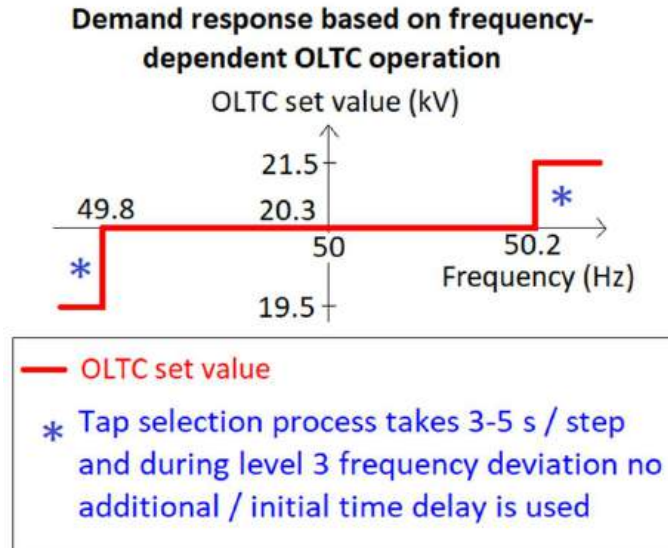 Demand response based on frequency-
dependent OLTC operation
OLTC set value (kV)
21.5
49.8
20.3
50
50.2
Frequency (Hz)
19.5
OLTC set value
* Tap selection process takes 3-5 s / step
and during level 3 frequency deviation no
additional / initial time delay is used